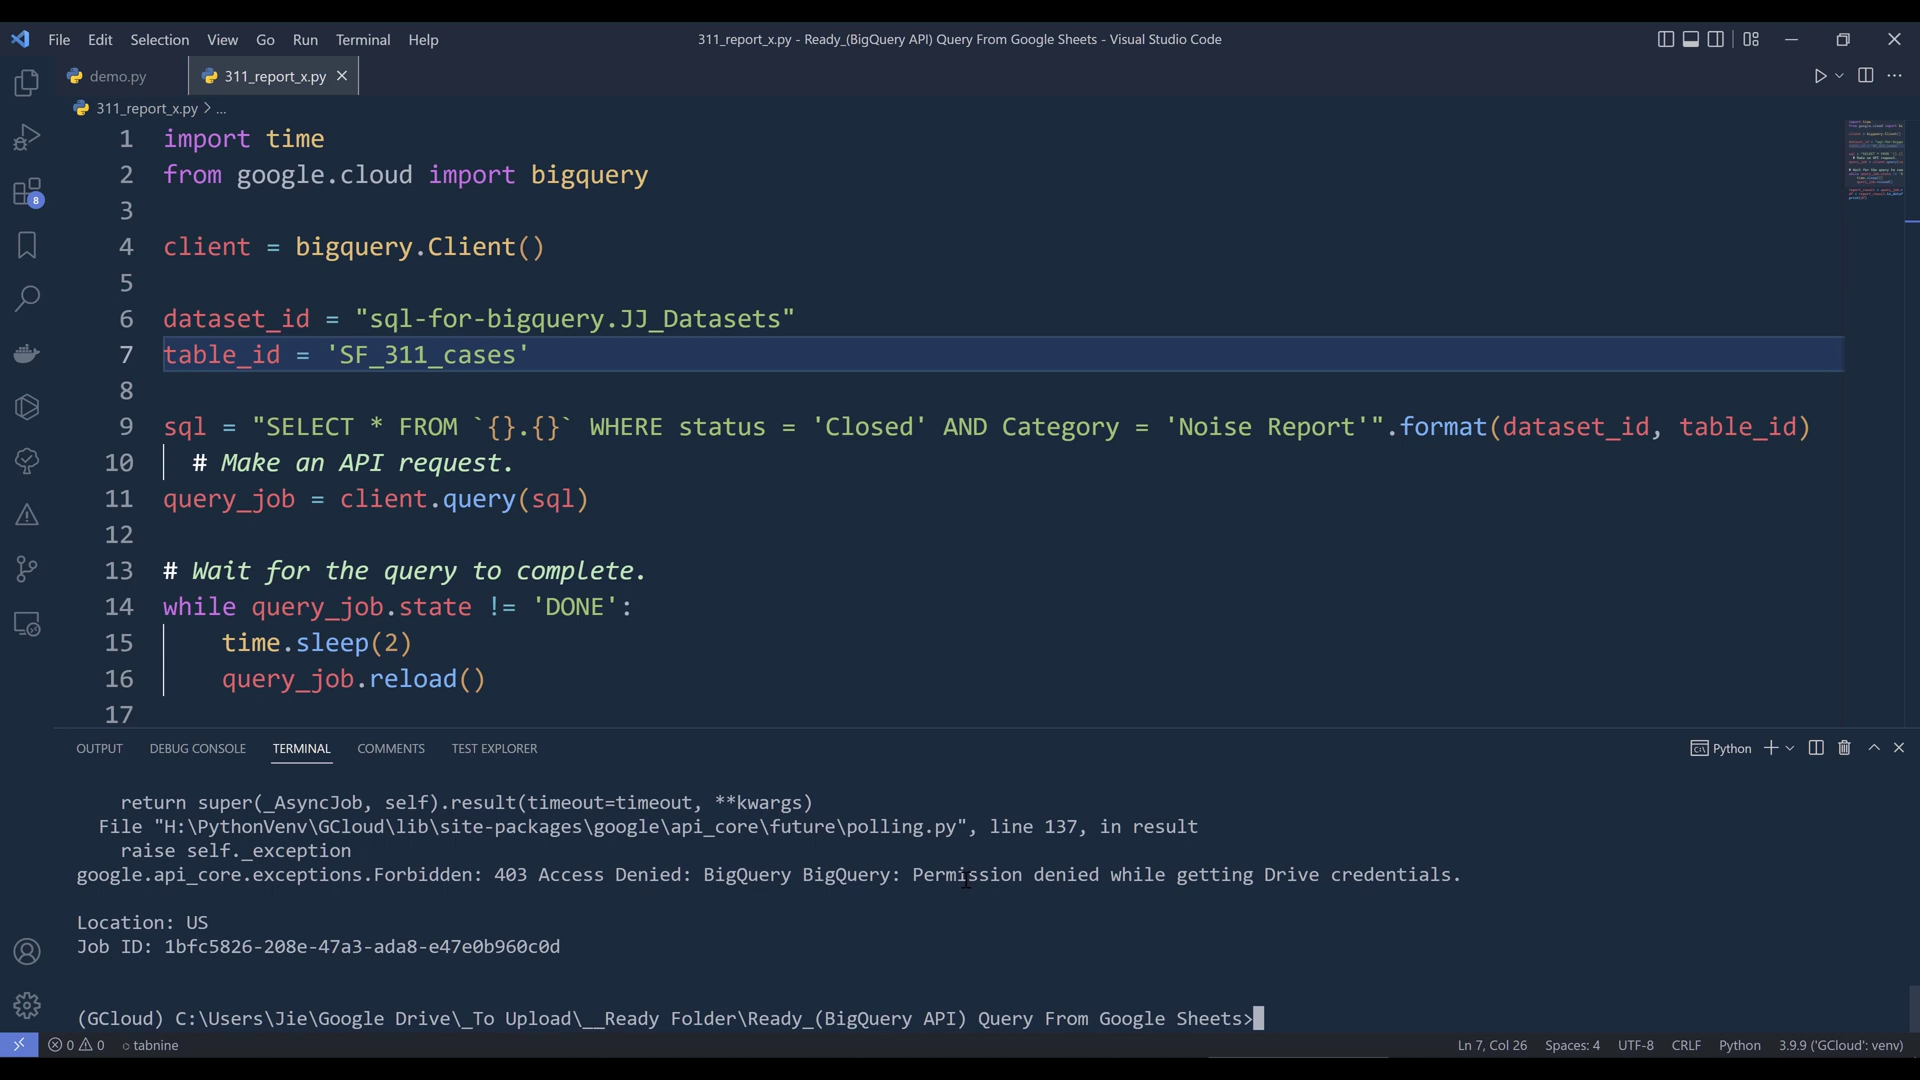 File Edit Selection View Go Run Terminal Help
311_report_x.py - Ready_(BigQuery API) Query From Google Sheets - Visual Studio Code
demo.py
311_report_x.py
311_report_x.py > ...
1 import time
2 from google.cloud import bigquery
3
4 client = bigquery.Client()
5
6 dataset_id = "sql-for-bigquery.JJ_Datasets"
7 table_id = 'SF_311_cases'
8
9 sql = "SELECT * FROM `{}.{}` WHERE status = 'Closed' AND Category = 'Noise Report'".format(dataset_id, table_id)
10 # Make an API request.
11 query_job = client.query(sql)
12
13 # Wait for the query to complete.
14 while query_job.state != 'DONE':
15 time.sleep(2)
16 query_job.reload()
17
8
OUTPUT DEBUG CONSOLE TERMINAL COMMENTS TEST EXPLORER
Python
return super(_AsyncJob, self).result(timeout=timeout, **kwargs)
File "H:\PythonVenv\GCloud\lib\site-packages\google\api_core\future\polling.py", line 137, in result
raise self._exception
google.api_core.exceptions.Forbidden: 403 Access Denied: BigQuery BigQuery: Permission denied while getting Drive credentials.
Location: US
Job ID: 1bfc5826-208e-47a3-ada8-e47e0b960c0d
(GCloud) C:\Users\Jie\Google Drive\_To Upload\__Ready Folder\Ready_(BigQuery API) Query From Google Sheets>
0 0 tabnine
Ln 7, Col 26 Spaces: 4 UTF-8 CRLF Python 3.9.9 ('GCloud': venv)